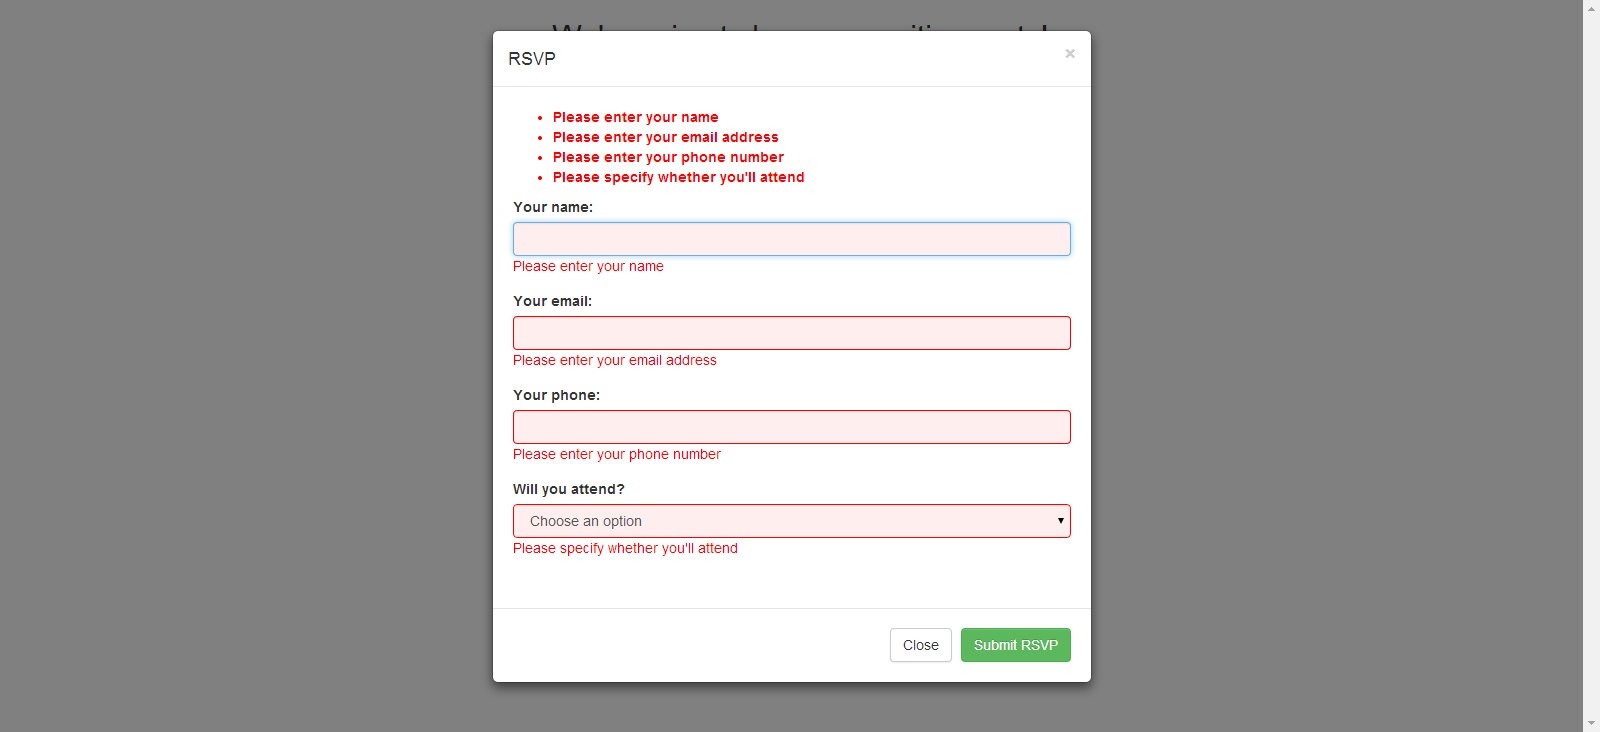 RSVP
×
Please enter your name
Please enter your email address
Please enter your phone number
Please specify whether you'll attend
Your name:
Please enter your name
Your email:
Please enter your email address
Your phone:
Please enter your phone number
Will you attend?
Choose an option
Please specify whether you'll attend
Close
Submit RSVP